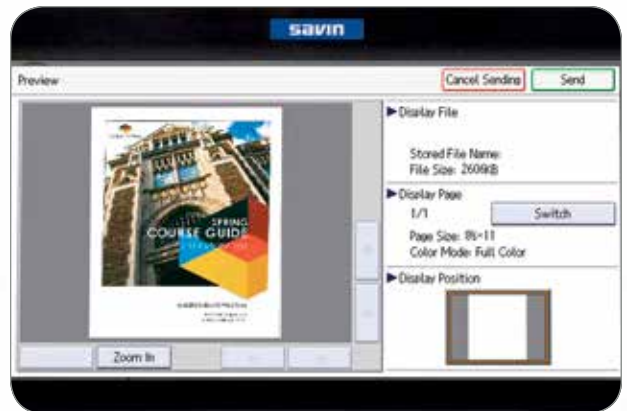 savin
Preview
Cancel Sending
Send
Display File
Stored File Name:
File Size: 2606KB
Display Page
1/1
Switch
Page Size: 8½×11
Color Mode: Full Color
Display Position
SPRING
COURSE GUIDE
Zoom In